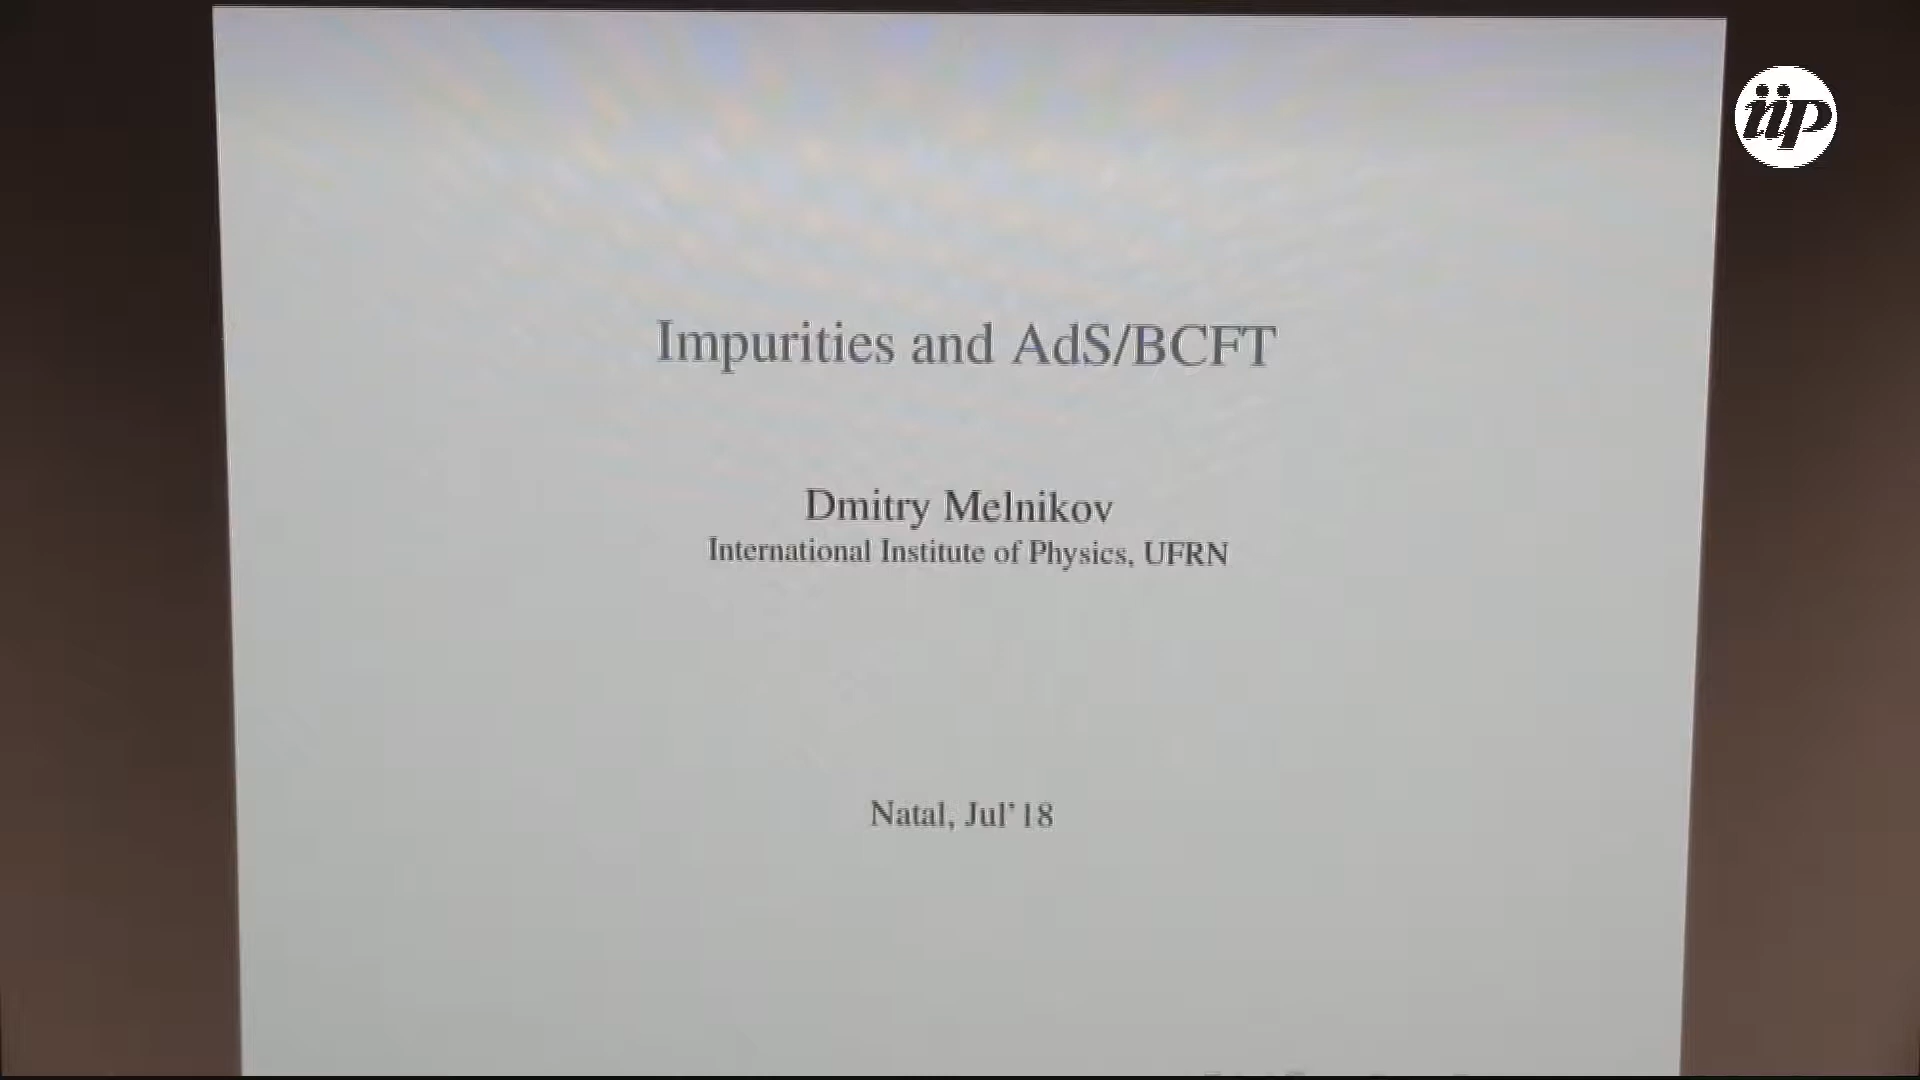 iip
Impurities and AdS/BCFT
Dmitry Melnikov
International Institute of Physics, UFRN
Natal, Jul'18